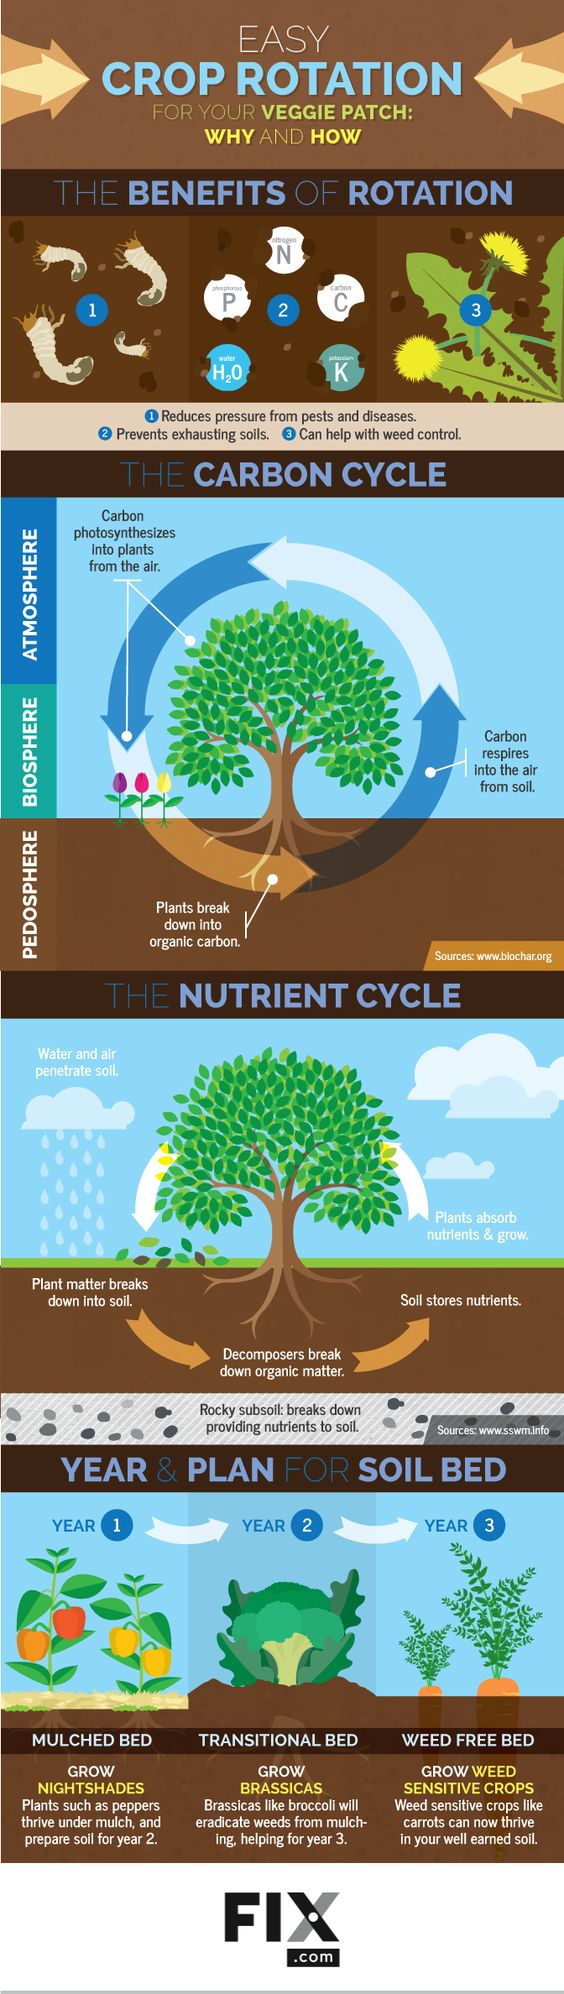 EASY
CROP ROTATION
FOR YOUR VEGGIE PATCH:
WHY AND HOW
THE BENEFITS OF ROTATION
1
nitrogen
N
phosphorous
P
2
carbon
C
water
H2O
potassium
K
3
1 Reduces pressure from pests and diseases.
2 Prevents exhausting soils. 3 Can help with weed control.
THE CARBON CYCLE
ATMOSPHERE
BIOSPHERE
PEDOSPHERE
Carbon
photosynthesizes
into plants
from the air.
Carbon
respires
into the air
from soil.
Plants break
down into
organic carbon.
Sources: www.biochar.org
THE NUTRIENT CYCLE
Water and air
penetrate soil.
Plants absorb
nutrients & grow.
Plant matter breaks
down into soil.
Soil stores nutrients.
Decomposers break
down organic matter.
Rocky subsoil: breaks down
providing nutrients to soil.
Sources: www.sswm.info
YEAR & PLAN FOR SOIL BED
YEAR 1
YEAR 2
YEAR 3
MULCHED BED
GROW
NIGHTSHADES
Plants such as peppers
thrive under mulch, and
prepare soil for year 2.
TRANSITIONAL BED
GROW
BRASSICAS
Brassicas like broccoli will
eradicate weeds from mulch-
ing, helping for year 3.
WEED FREE BED
GROW WEED
SENSITIVE CROPS
Weed sensitive crops like
carrots can now thrive
in your well earned soil.
FIX
.com